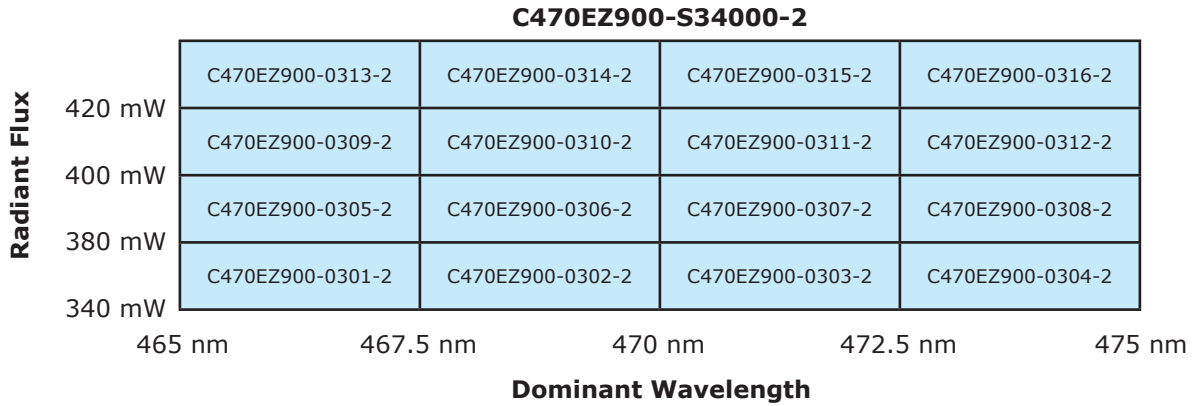 C470EZ900-S34000-2
C470EZ900-0313-2 C470EZ900-0314-2 C470EZ900-0315-2 C470EZ900-0316-2
420 mW
C470EZ900-0309-2 C470EZ900-0310-2 C470EZ900-0311-2 C470EZ900-0312-2
400 mW
C470EZ900-0305-2 C470EZ900-0306-2 C470EZ900-0307-2 C470EZ900-0308-2
380 mW
C470EZ900-0301-2 C470EZ900-0302-2 C470EZ900-0303-2 C470EZ900-0304-2
340 mW
Radiant Flux
465 nm 467.5 nm 470 nm 472.5 nm 475 nm
Dominant Wavelength